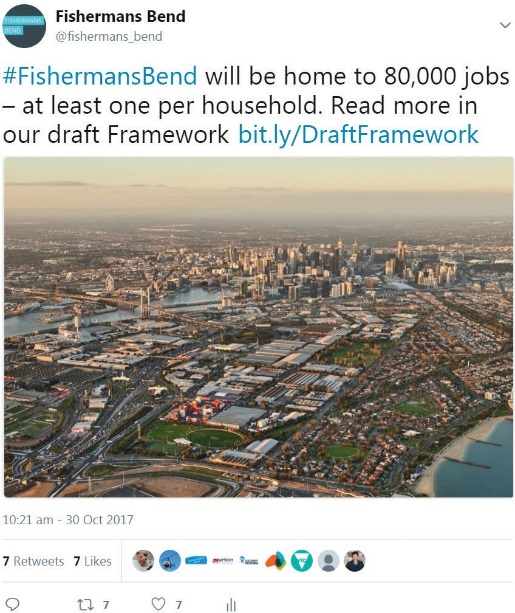 FISHERMANS
BEND
Fishermans Bend
@fishermans_bend
#FishermansBend will be home to 80,000 jobs
– at least one per household. Read more in
our draft Framework bit.ly/DraftFramework
10:21 am - 30 Oct 2017
7 Retweets 7 Likes
7 7